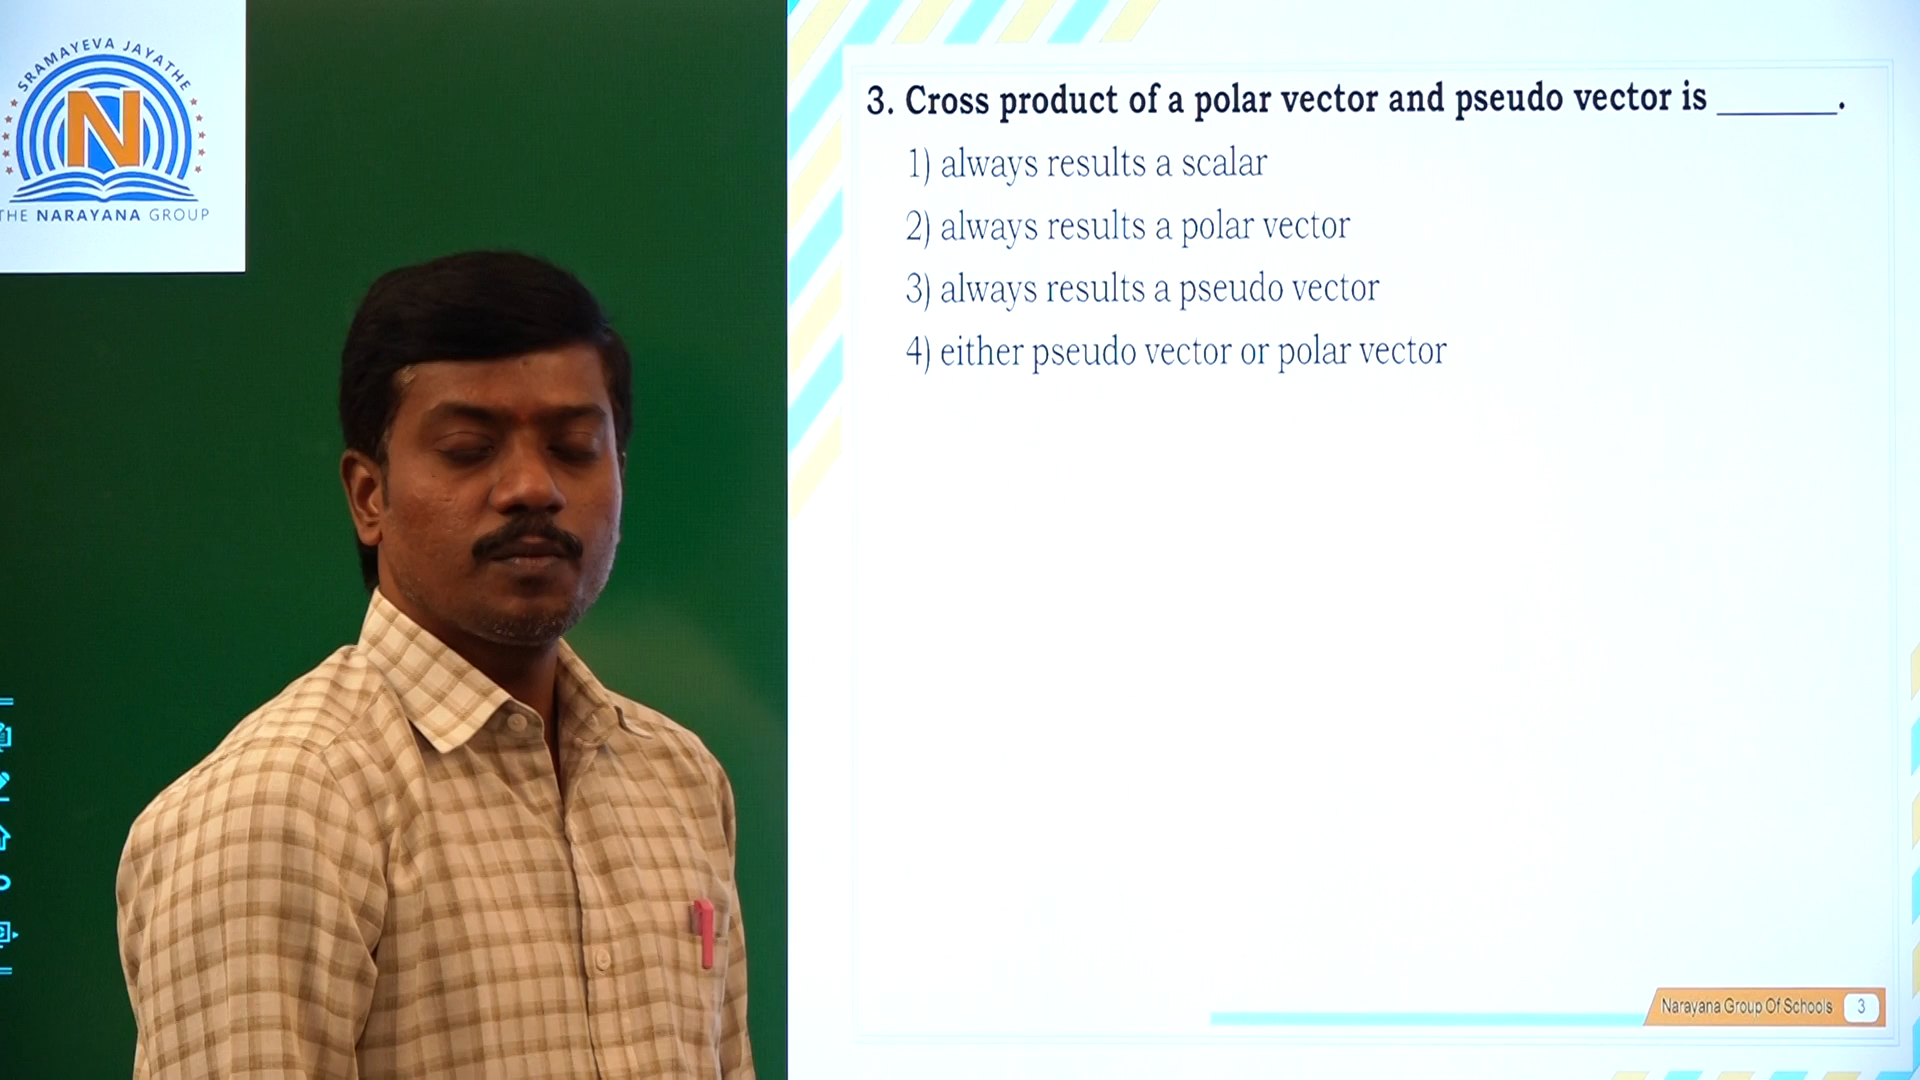 SRAMAYEVA JAYATHE
N
THE NARAYANA GROUP
3. Cross product of a polar vector and pseudo vector is ______.
1) always results a scalar
2) always results a polar vector
3) always results a pseudo vector
4) either pseudo vector or polar vector
Narayana Group Of Schools 3